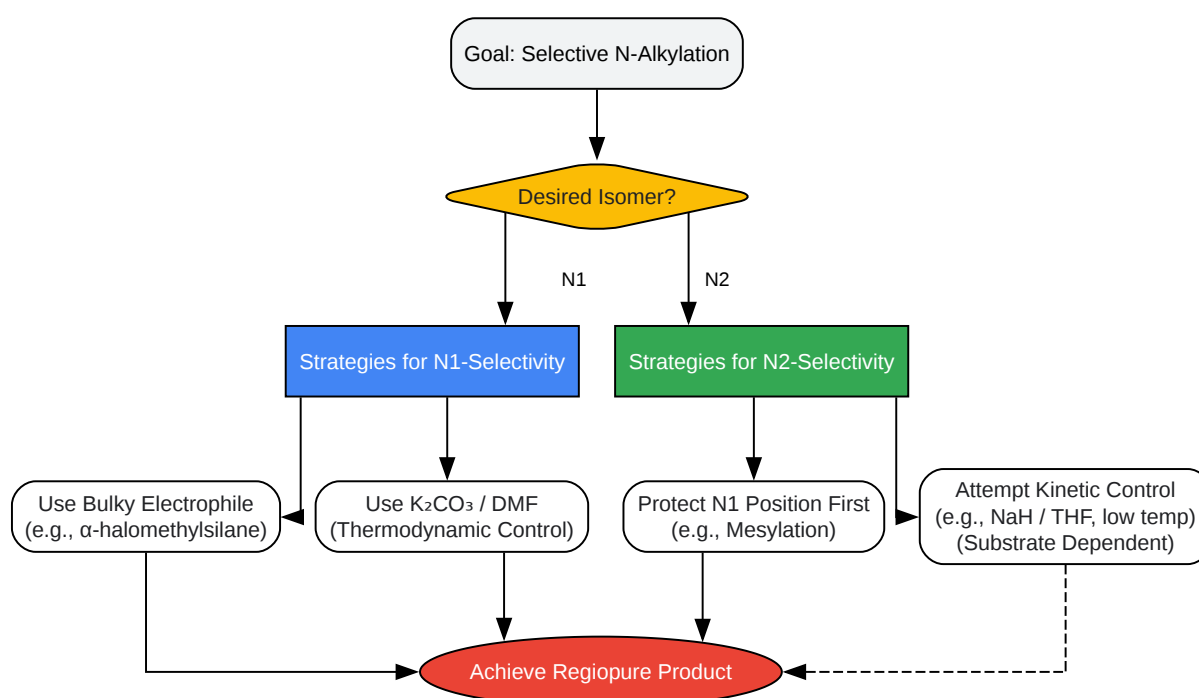 Goal: Selective N-Alkylation
Desired Isomer?
N1
N2
Strategies for N1-Selectivity
Strategies for N2-Selectivity
Use Bulky Electrophile
(e.g., α-halomethylsilane)
Use K₂CO₃ / DMF
(Thermodynamic Control)
Protect N1 Position First
(e.g., Mesylation)
Attempt Kinetic Control
(e.g., NaH / THF, low temp)
(Substrate Dependent)
Achieve Regiopure Product